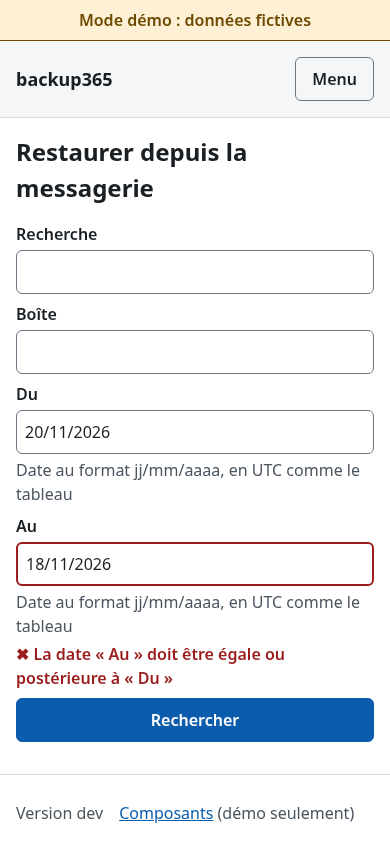 Mode démo : données fictives
backup365
Menu
Restaurer depuis la
messagerie
Recherche
Boîte
Du
20/11/2026
Date au format jj/mm/aaaa, en UTC comme le
tableau
Au
18/11/2026
Date au format jj/mm/aaaa, en UTC comme le
tableau
✖ La date « Au » doit être égale ou
postérieure à « Du »
Rechercher
Version dev Composants (démo seulement)